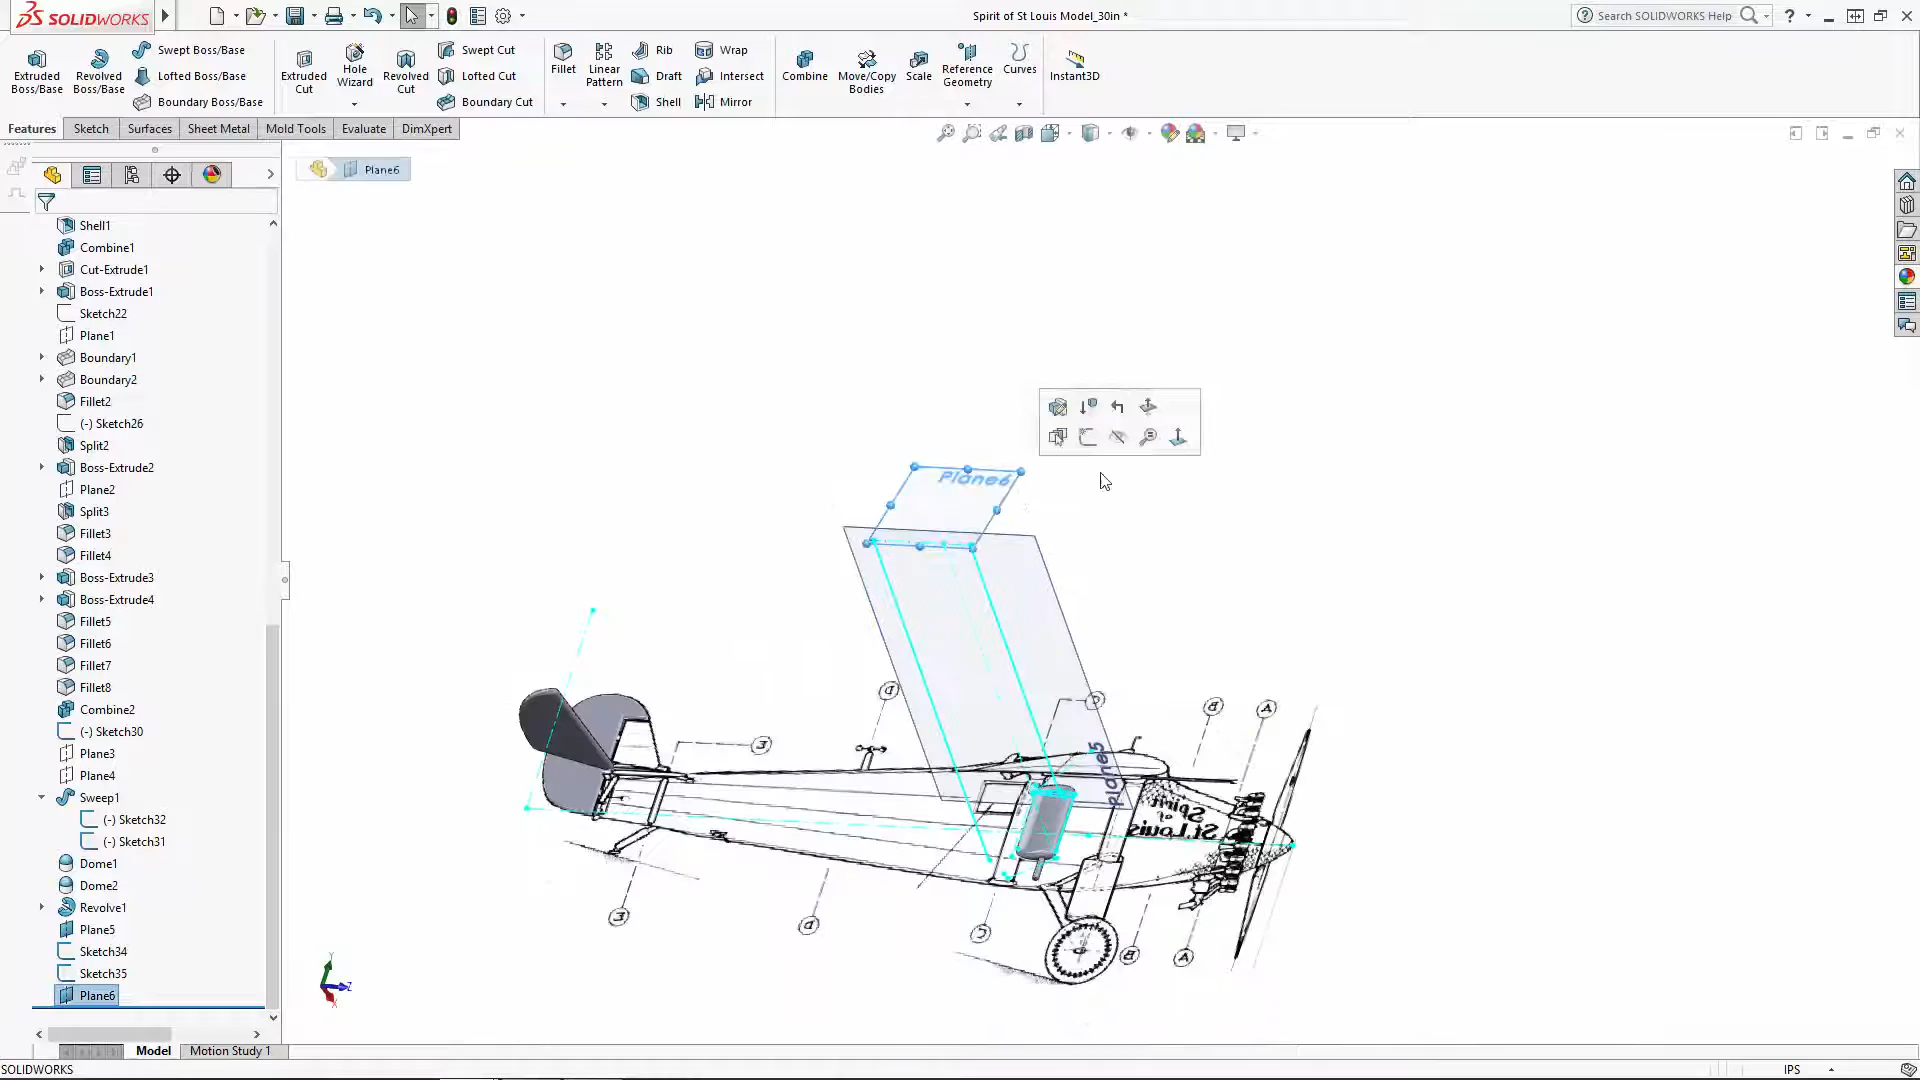 SOLIDWORKS
Spirit of St Louis Model_30in *
Search SOLIDWORKS Help
Extruded Boss/Base
Revolved Boss/Base
Swept Boss/Base
Lofted Boss/Base
Boundary Boss/Base
Extruded Cut
Hole Wizard
Revolved Cut
Swept Cut
Lofted Cut
Boundary Cut
Fillet
Linear Pattern
Rib
Draft
Shell
Wrap
Intersect
Mirror
Combine
Move/Copy Bodies
Scale
Reference Geometry
Curves
Instant3D
Features
Sketch
Surfaces
Sheet Metal
Mold Tools
Evaluate
DimXpert
Plane6
Shell1
Combine1
Cut-Extrude1
Boss-Extrude1
Sketch22
Plane1
Boundary1
Boundary2
Fillet2
(-) Sketch26
Split2
Boss-Extrude2
Plane2
Split3
Fillet3
Fillet4
Boss-Extrude3
Boss-Extrude4
Fillet5
Fillet6
Fillet7
Fillet8
Combine2
(-) Sketch30
Plane3
Plane4
Sweep1
(-) Sketch32
(-) Sketch31
Dome1
Dome2
Revolve1
Plane5
Sketch34
Sketch35
Plane6
Plane6
D
C
B
A
E
Plane5
Spirit
of
St.Louis
E
D
C
B
A
Y
Z
X
Model
Motion Study 1
SOLIDWORKS
IPS